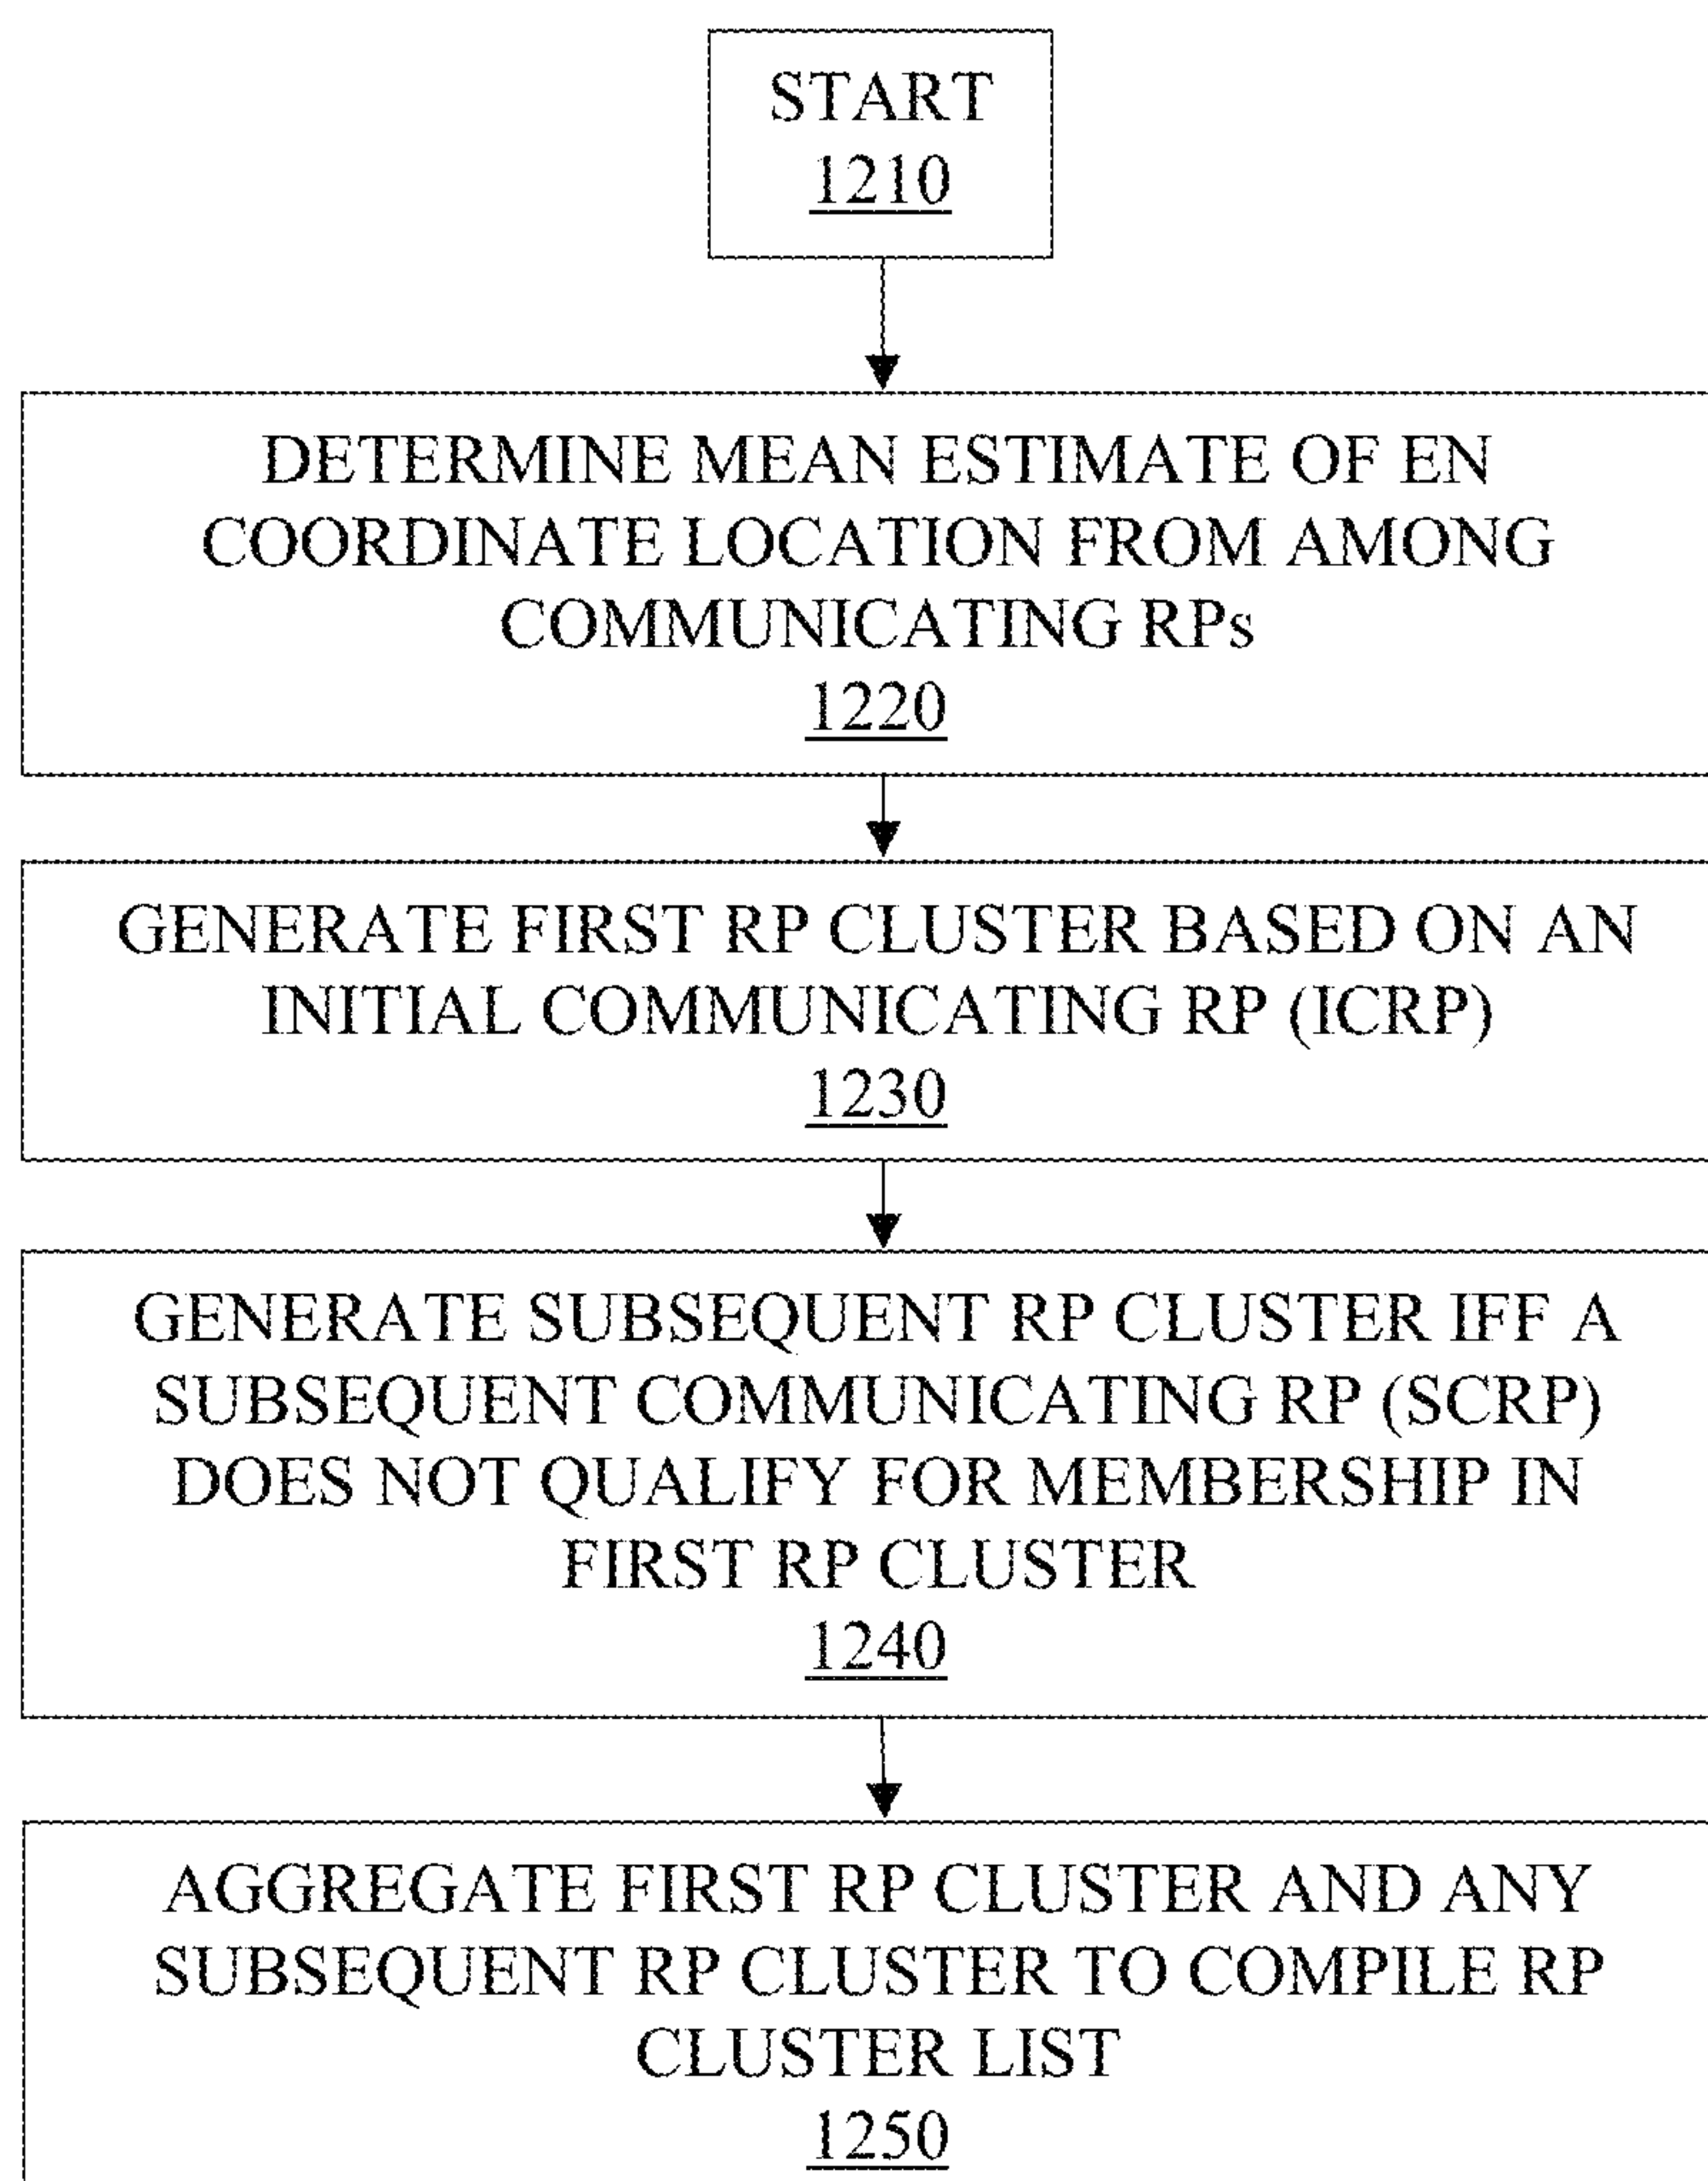 START
1210
DETERMINE MEAN ESTIMATE OF EN
COORDINATE LOCATION FROM AMONG
COMMUNICATING RPs
1220
GENERATE FIRST RP CLUSTER BASED ON AN
INITIAL COMMUNICATING RP (ICRP)
1230
GENERATE SUBSEQUENT RP CLUSTER IFF A
SUBSEQUENT COMMUNICATING RP (SCRP)
DOES NOT QUALIFY FOR MEMBERSHIP IN
FIRST RP CLUSTER
1240
AGGREGATE FIRST RP CLUSTER AND ANY
SUBSEQUENT RP CLUSTER TO COMPILE RP
CLUSTER LIST
1250